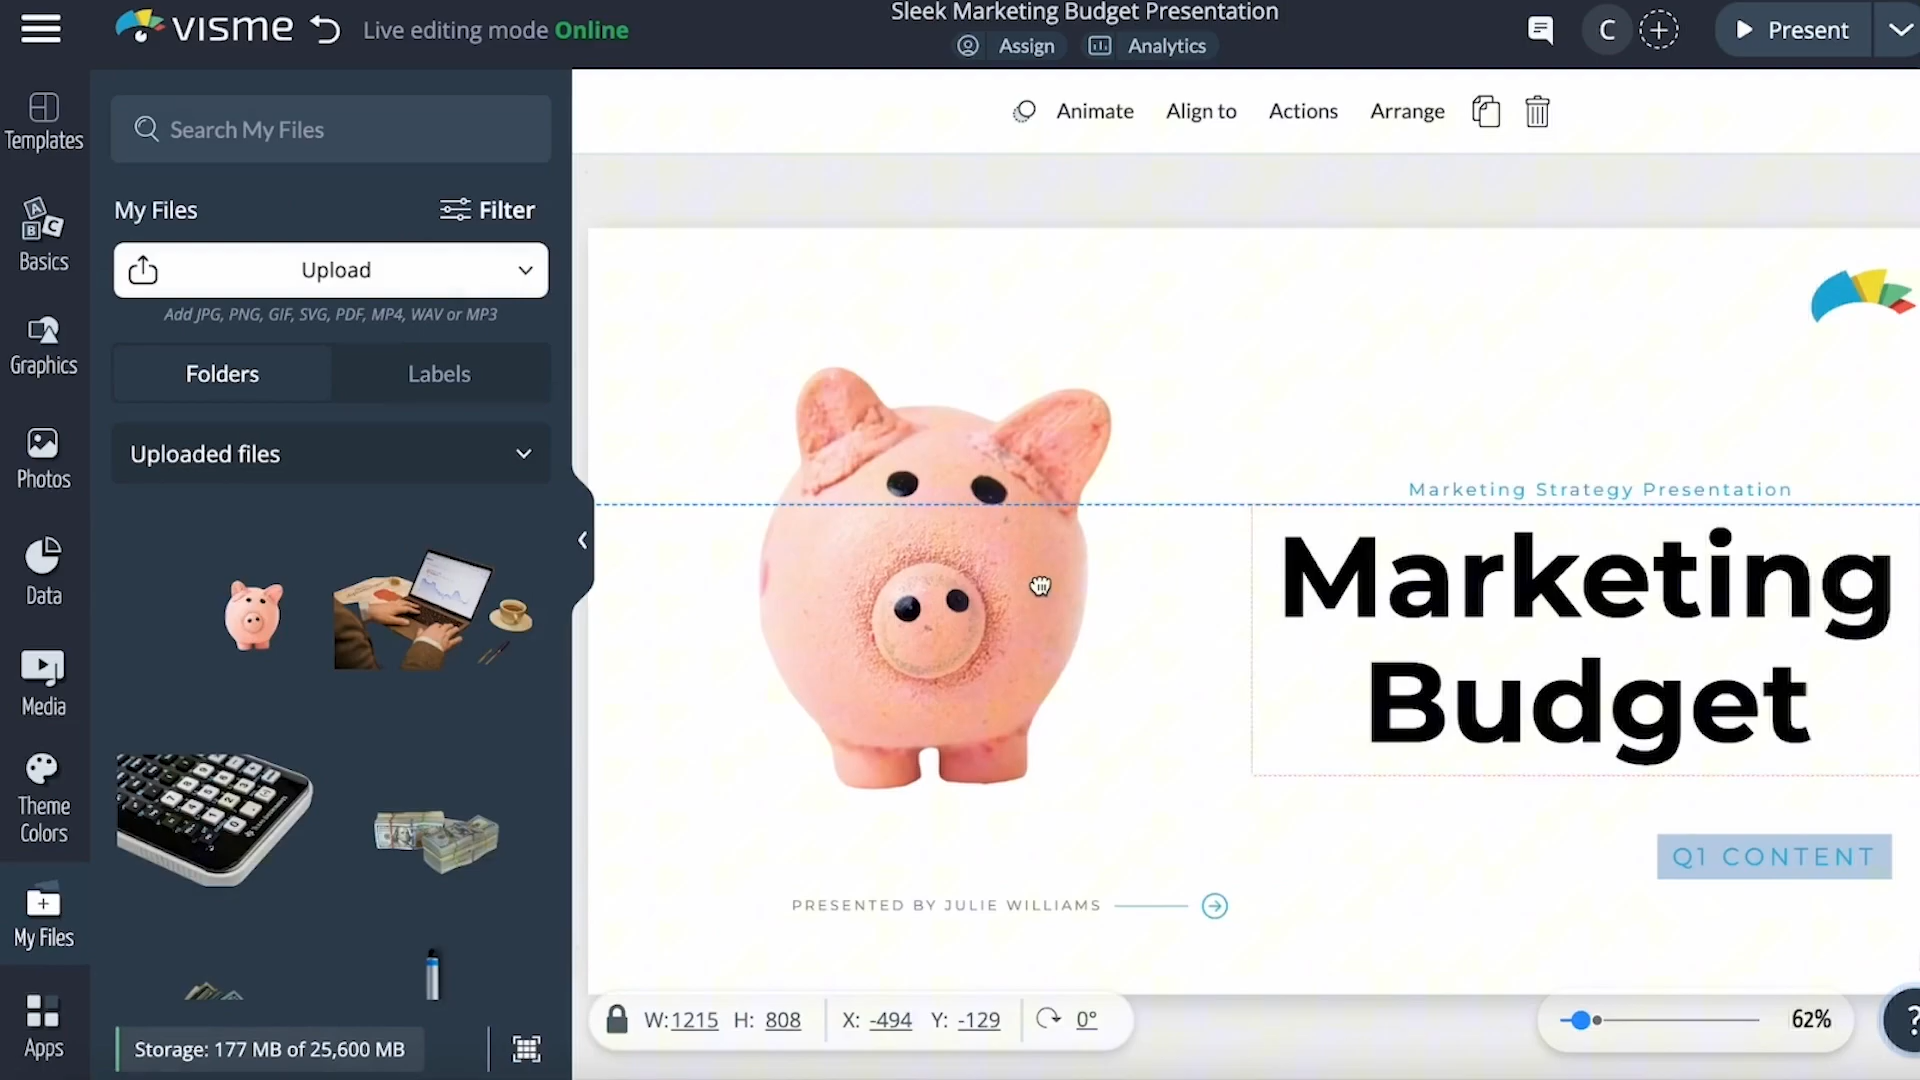 VISME
Live editing mode Online
Sleek Marketing Budget Presentation
Assign
Analytics
C
Present
Templates
Basics
Graphics
Photos
Data
Media
Theme
Colors
My Files
Apps
Search My Files
My Files
Filter
Upload
Add JPG, PNG, GIF, SVG, PDF, MP4, WAV or MP3
Folders
Labels
Uploaded files
Storage: 177 MB of 25,600 MB
Animate
Align to
Actions
Arrange
Marketing Strategy Presentation
Marketing
Budget
Q1 CONTENT
PRESENTED BY JULIE WILLIAMS
W:1215 H: 808
X: -494 Y: -129
0°
62%
?